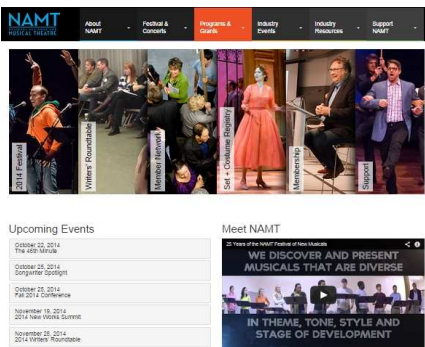 NAMT
MUSICAL THEATRE
About
NAMT
Festival &
Concerts
Programs &
Grants
Industry
Events
Industry
Resources
Support
NAMT
2014 Festival
Writers' Roundtable
Member Network
Set + Costume Registry
Membership
Support
Upcoming Events
October 22, 2014
The 45th Minute
October 25, 2014
Songwriter Spotlight
October 25, 2014
Fall 2014 Conference
November 19, 2014
2014 New Works Summit
November 25, 2014
2014 Writers' Roundtable
Meet NAMT
25 Years of the NAMT Festival of New Musicals
WE DISCOVER AND PRESENT
MUSICALS THAT ARE DIVERSE
IN THEME, TONE, STYLE AND
STAGE OF DEVELOPMENT